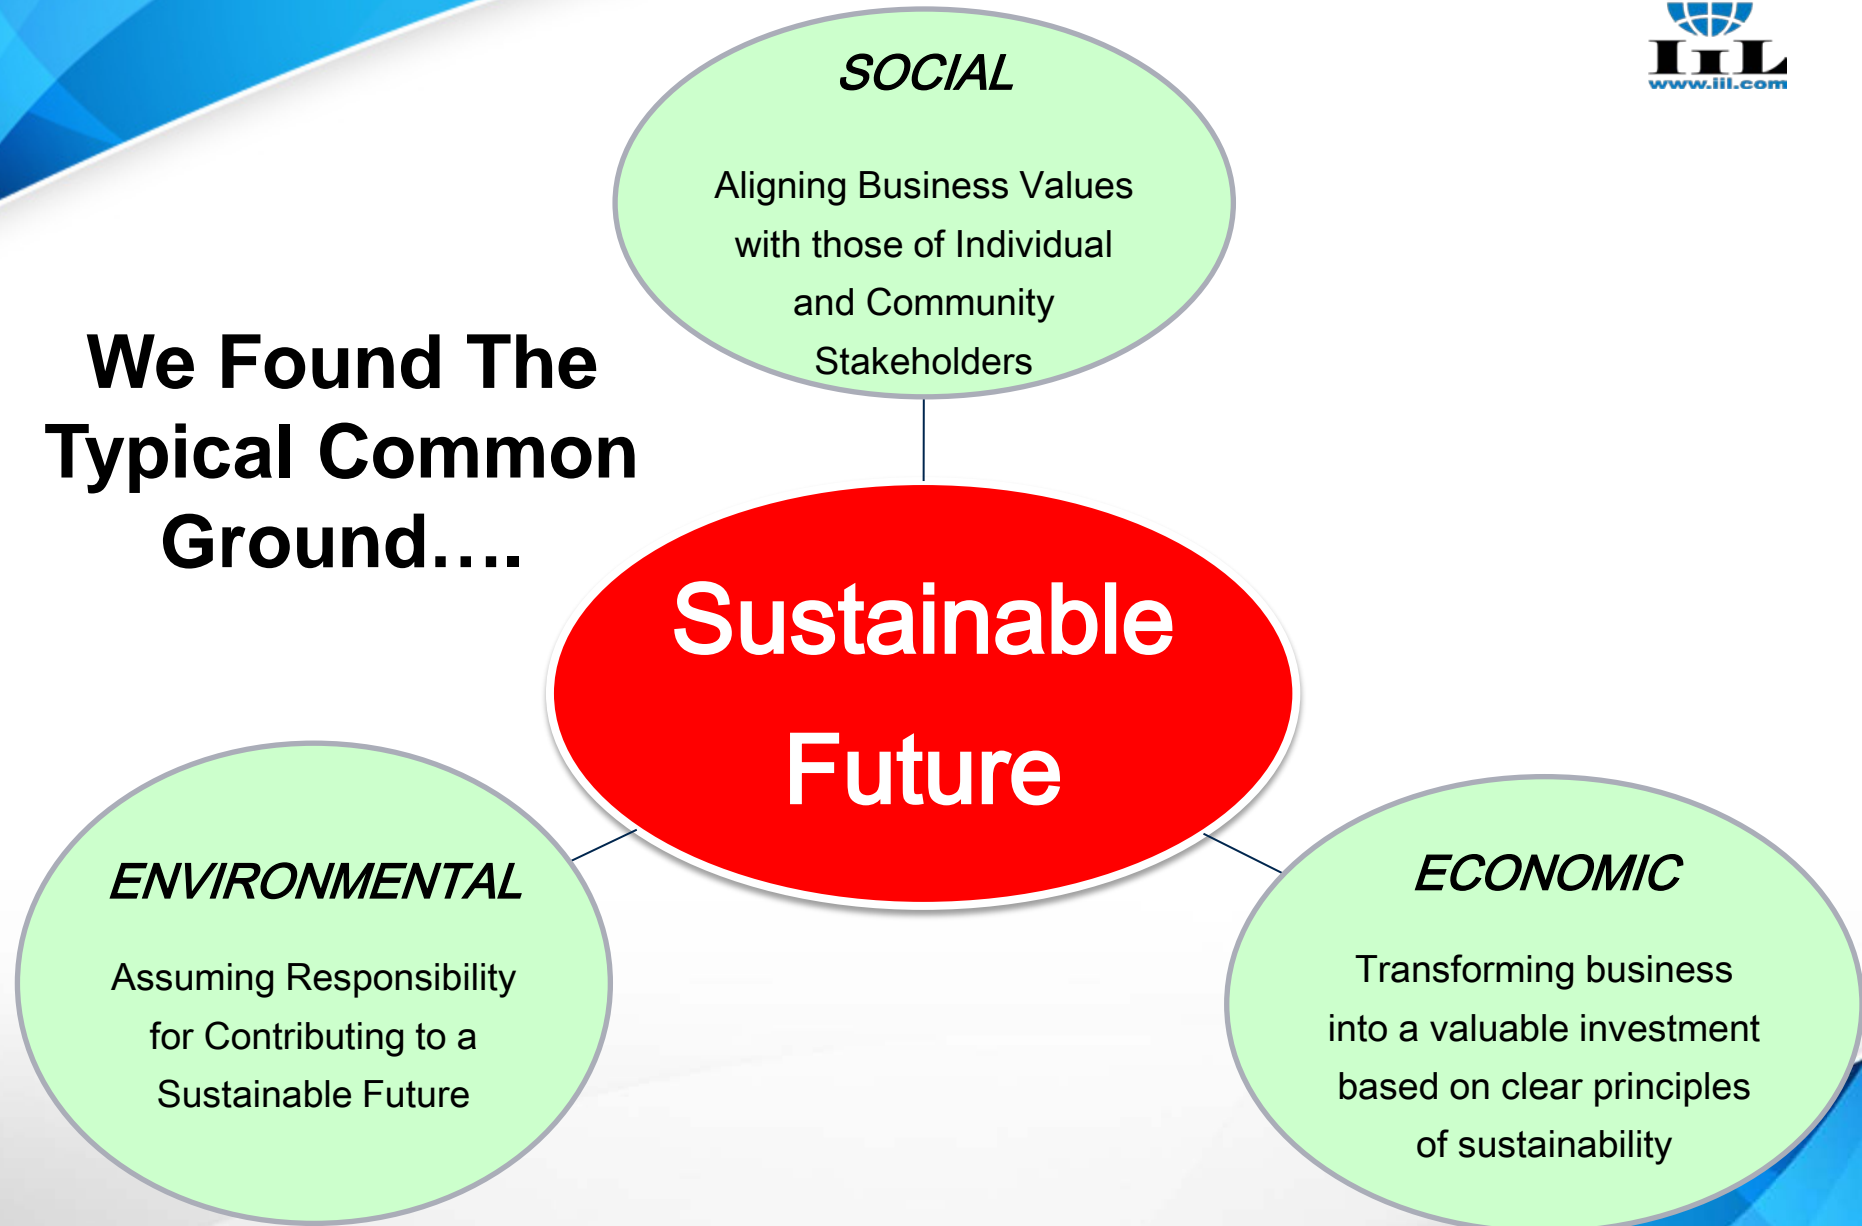 IiL
www.iil.com
SOCIAL
Aligning Business Values
with those of Individual
and Community
Stakeholders
We Found The
Typical Common
Ground….
Sustainable
Future
ENVIRONMENTAL
Assuming Responsibility
for Contributing to a
Sustainable Future
ECONOMIC
Transforming business
into a valuable investment
based on clear principles
of sustainability